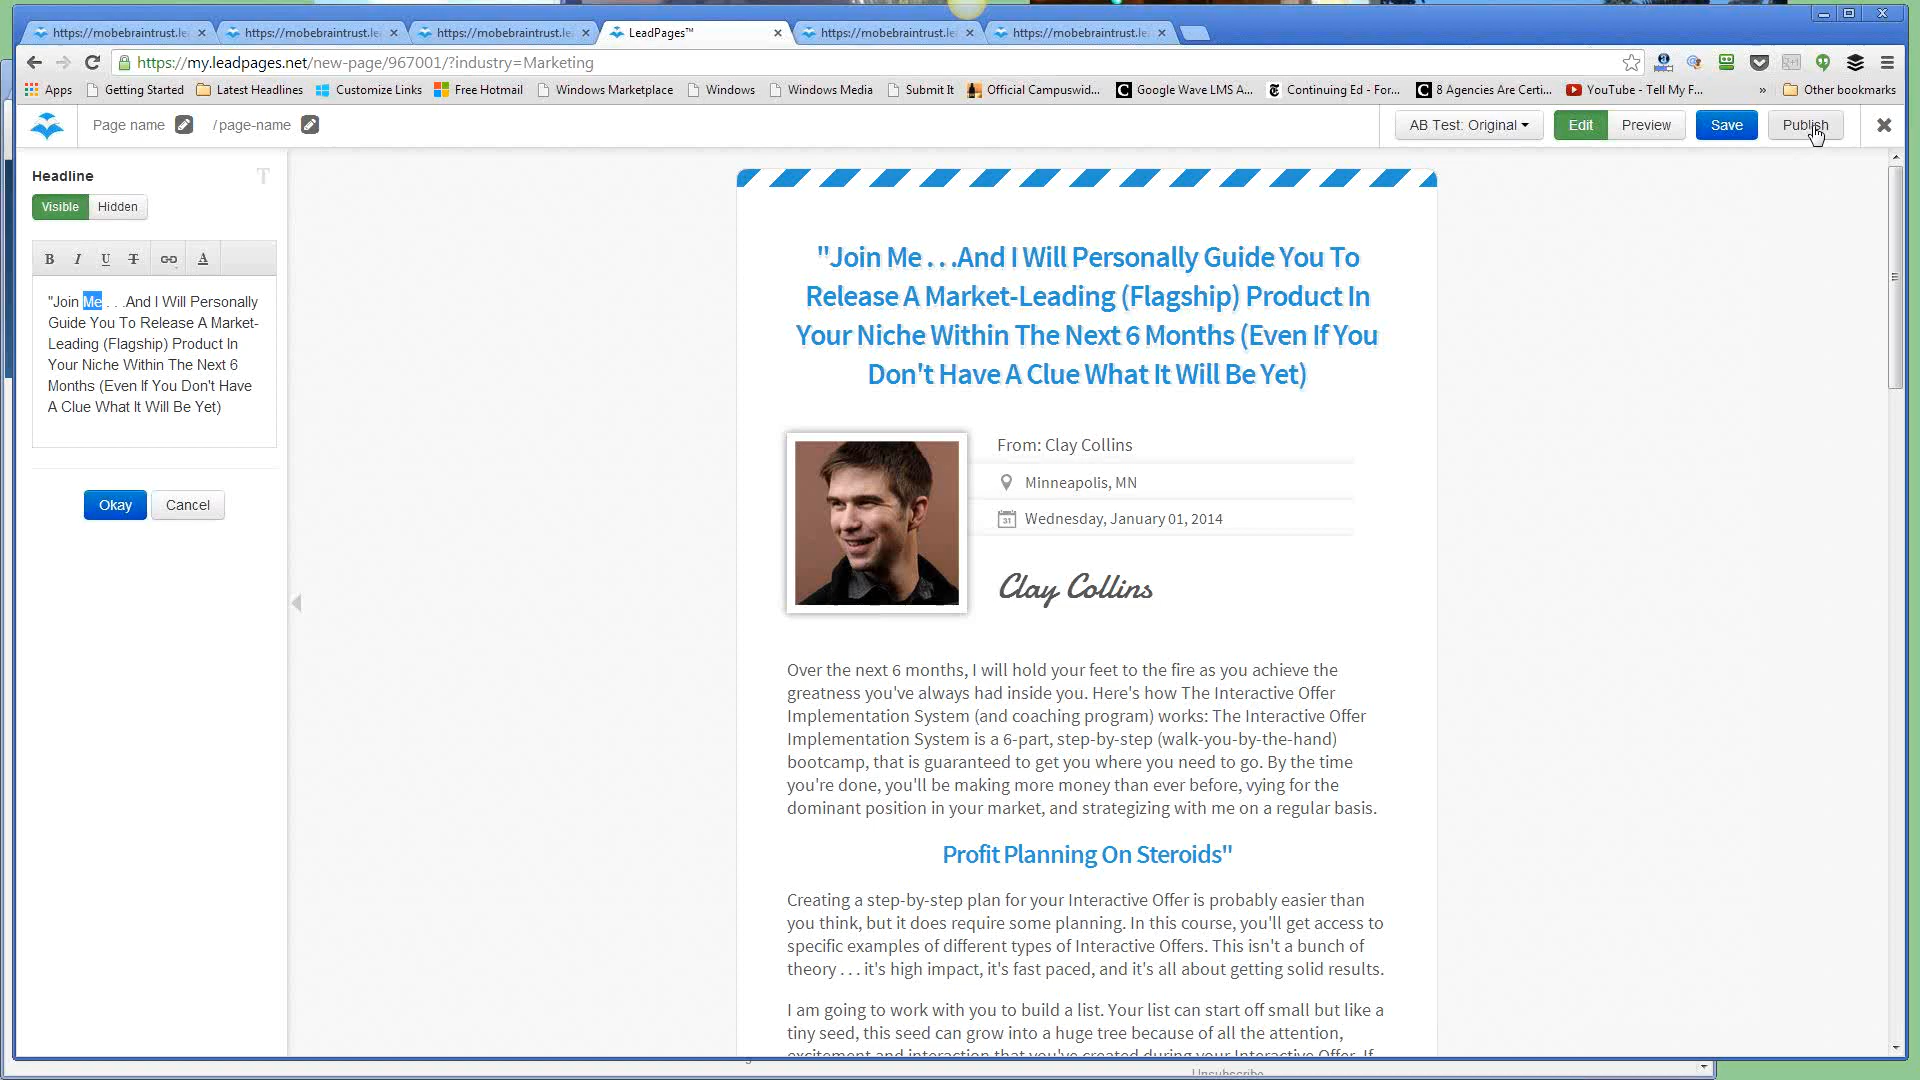 https://mobebraintrust.le
https://mobebraintrust.le
https://mobebraintrust.le
LeadPages™
https://mobebraintrust.le
https://mobebraintrust.le
https://my.leadpages.net/new-page/967001/?industry=Marketing
Apps
Getting Started
Latest Headlines
Customize Links
Free Hotmail
Windows Marketplace
Windows
Windows Media
Submit It
Official Campuswid...
Google Wave LMS A...
Continuing Ed - For...
8 Agencies Are Certi...
YouTube - Tell My F...
»
Other bookmarks
Page name
/page-name
AB Test: Original
Edit
Preview
Save
Publish
Headline
Visible
Hidden
B I U T A
"Join Me . . .And I Will Personally
Guide You To Release A Market-
Leading (Flagship) Product In
Your Niche Within The Next 6
Months (Even If You Don't Have
A Clue What It Will Be Yet)
Okay
Cancel
"Join Me . . .And I Will Personally Guide You To
Release A Market-Leading (Flagship) Product In
Your Niche Within The Next 6 Months (Even If You
Don't Have A Clue What It Will Be Yet)
From: Clay Collins
Minneapolis, MN
31
Wednesday, January 01, 2014
Clay Collins
Over the next 6 months, I will hold your feet to the fire as you achieve the
greatness you've always had inside you. Here's how The Interactive Offer
Implementation System (and coaching program) works: The Interactive Offer
Implementation System is a 6-part, step-by-step (walk-you-by-the-hand)
bootcamp, that is guaranteed to get you where you need to go. By the time
you're done, you'll be making more money than ever before, vying for the
dominant position in your market, and strategizing with me on a regular basis.
Profit Planning On Steroids"
Creating a step-by-step plan for your Interactive Offer is probably easier than
you think, but it does require some planning. In this course, you'll get access to
specific examples of different types of Interactive Offers. This isn't a bunch of
theory . . . it's high impact, it's fast paced, and it's all about getting solid results.
I am going to work with you to build a list. Your list can start off small but like a
tiny seed, this seed can grow into a huge tree because of all the attention,
excitement and interaction that you've created during your Interactive Offer. If
Unsubscribe